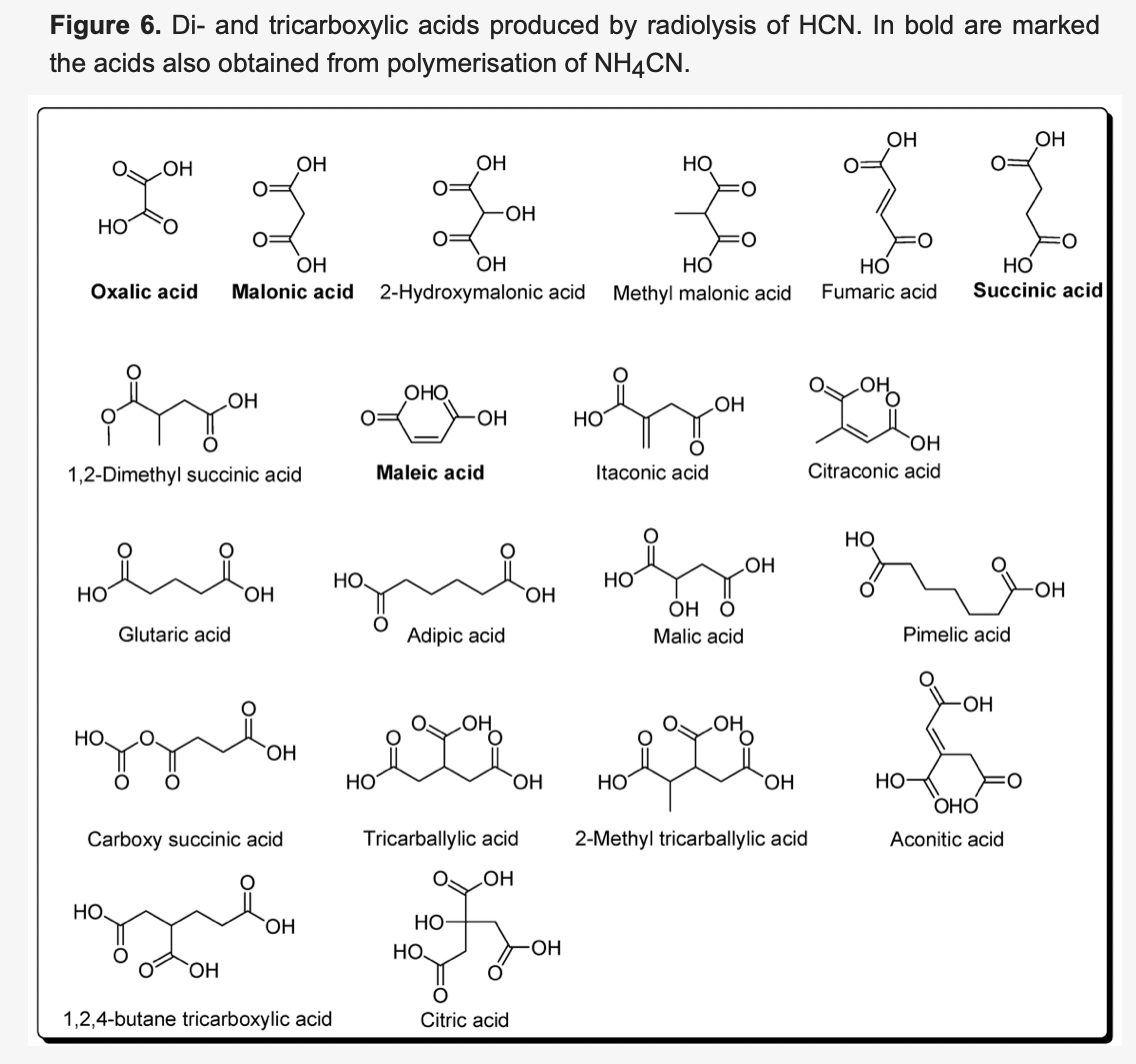 Figure 6. Di- and tricarboxylic acids produced by radiolysis of HCN. In bold are marked
the acids also obtained from polymerisation of NH4CN.
O OH HO O
O OH O OH
O OH OH O OH
HO O O HO
O OH O HO
O OH O HO
Oxalic acid Malonic acid 2-Hydroxymalonic acid Methyl malonic acid Fumaric acid Succinic acid
O O OH O
O OHO OH
O HO OH O
O OH O OH
1,2-Dimethyl succinic acid Maleic acid Itaconic acid Citraconic acid
O HO O OH
HO O O OH
O HO OH O OH
HO O O OH
Glutaric acid Adipic acid Malic acid Pimelic acid
HO O O O O OH
O OH O O HO OH
O OH O O HO OH
O OH HO OHO O
Carboxy succinic acid Tricarballylic acid 2-Methyl tricarballylic acid Aconitic acid
HO O O OH O OH
O OH HO HO OH O O
1,2,4-butane tricarboxylic acid Citric acid